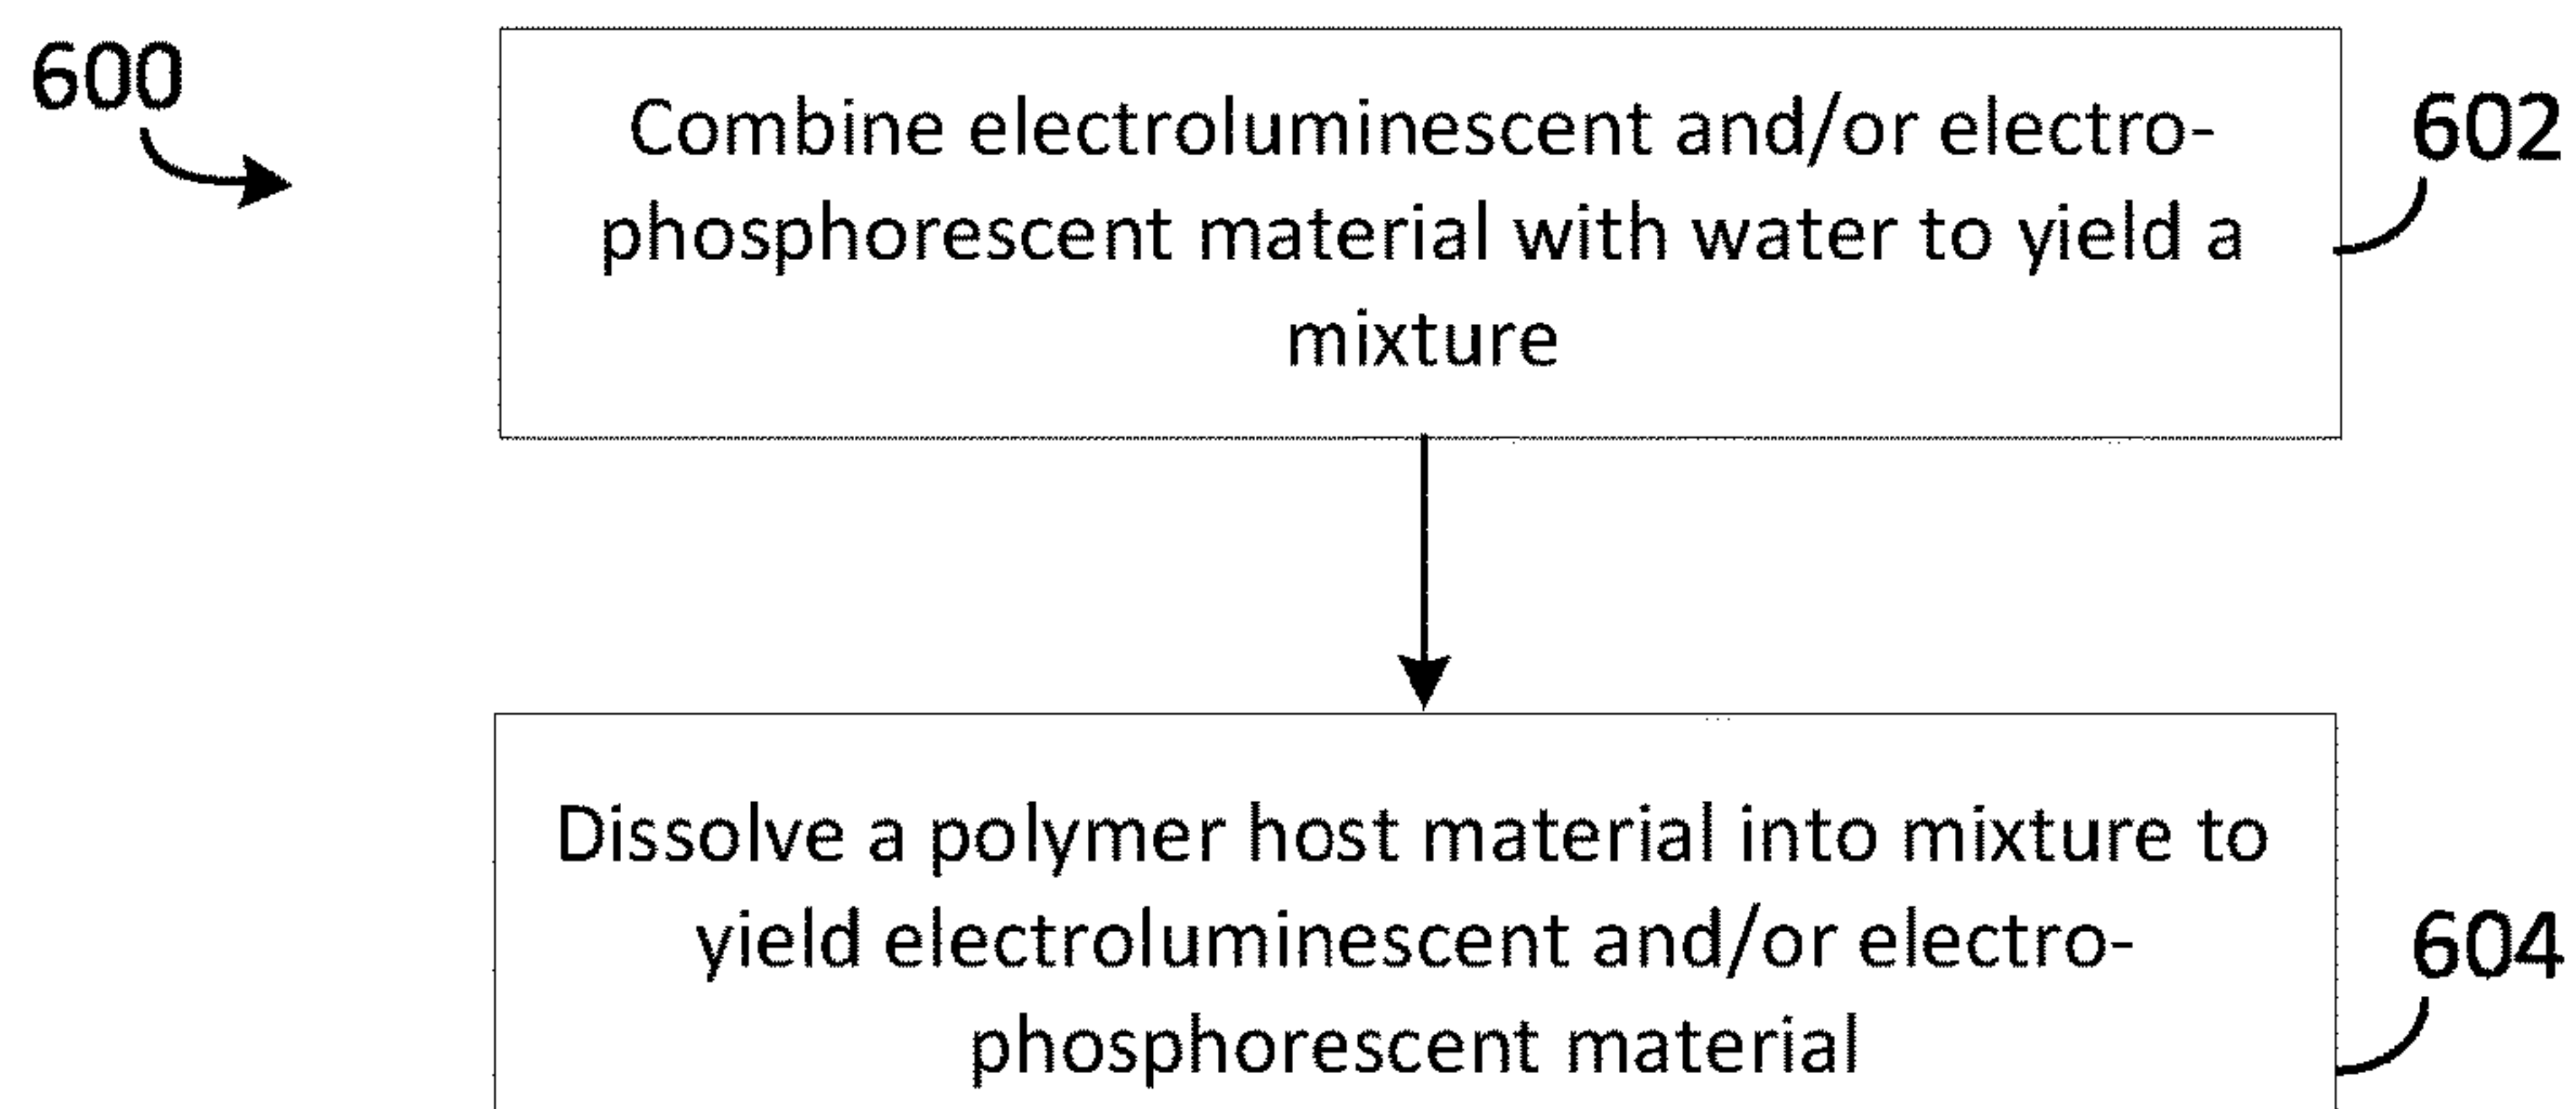 600
Combine electroluminescent and/or electro-
phosphorescent material with water to yield a
mixture
602
Dissolve a polymer host material into mixture to
yield electroluminescent and/or electro-
phosphorescent material
604